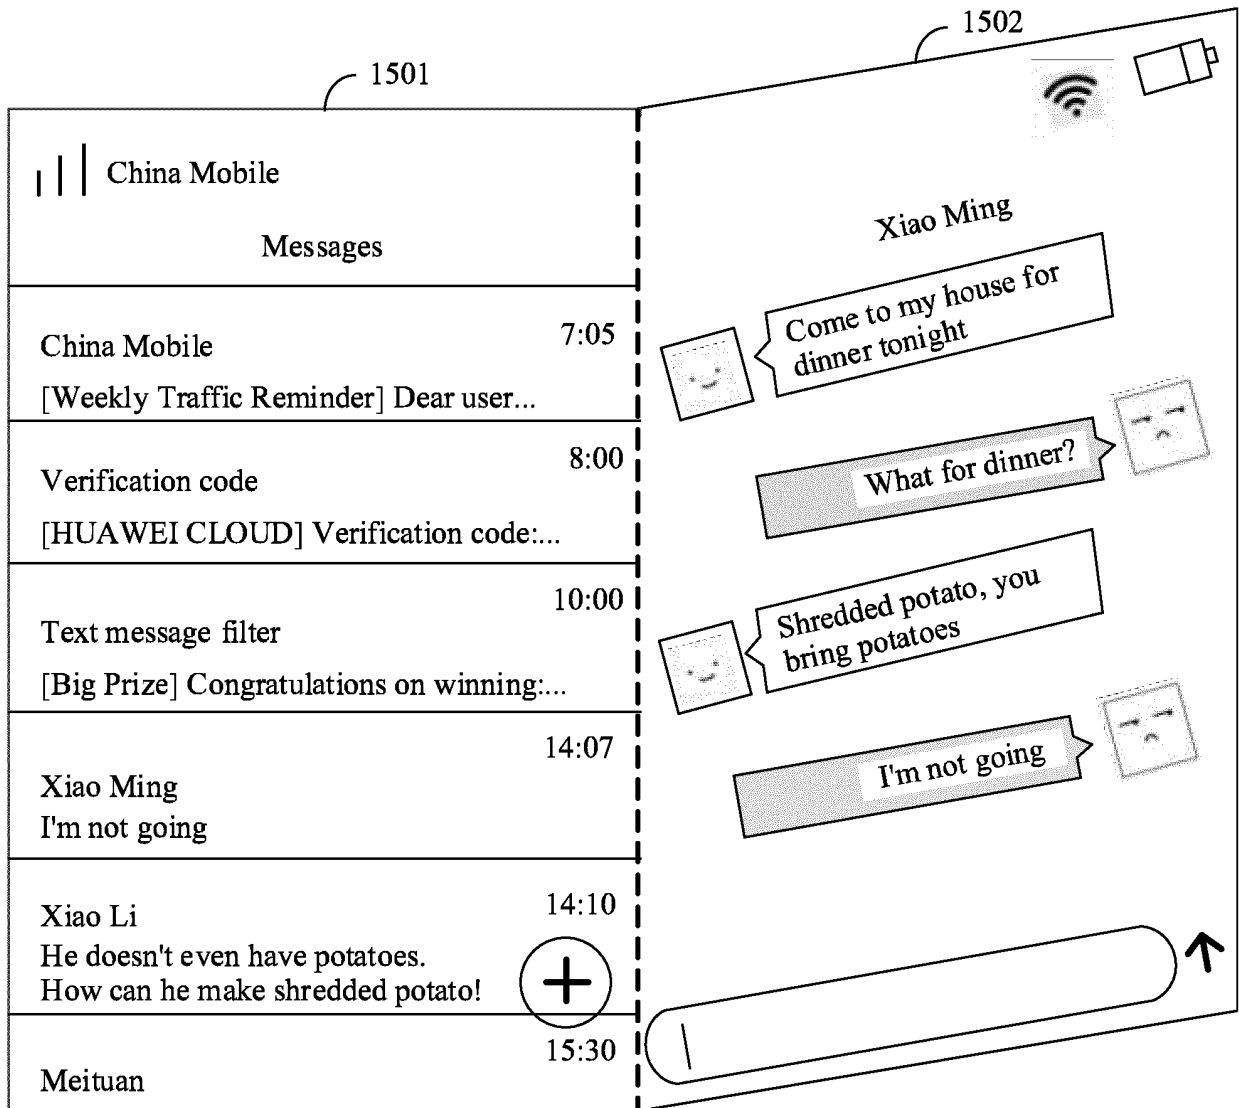 1501
1502
China Mobile
Messages
China Mobile
7:05
[Weekly Traffic Reminder] Dear user...
Verification code
8:00
[HUAWEI CLOUD] Verification code:...
10:00
Text message filter
[Big Prize] Congratulations on winning:...
14:07
Xiao Ming
I'm not going
Xiao Li
14:10
He doesn't even have potatoes.
How can he make shredded potato!
15:30
Meituan
Xiao Ming
Come to my house for
dinner tonight
What for dinner?
Shredded potato, you
bring potatoes
I'm not going